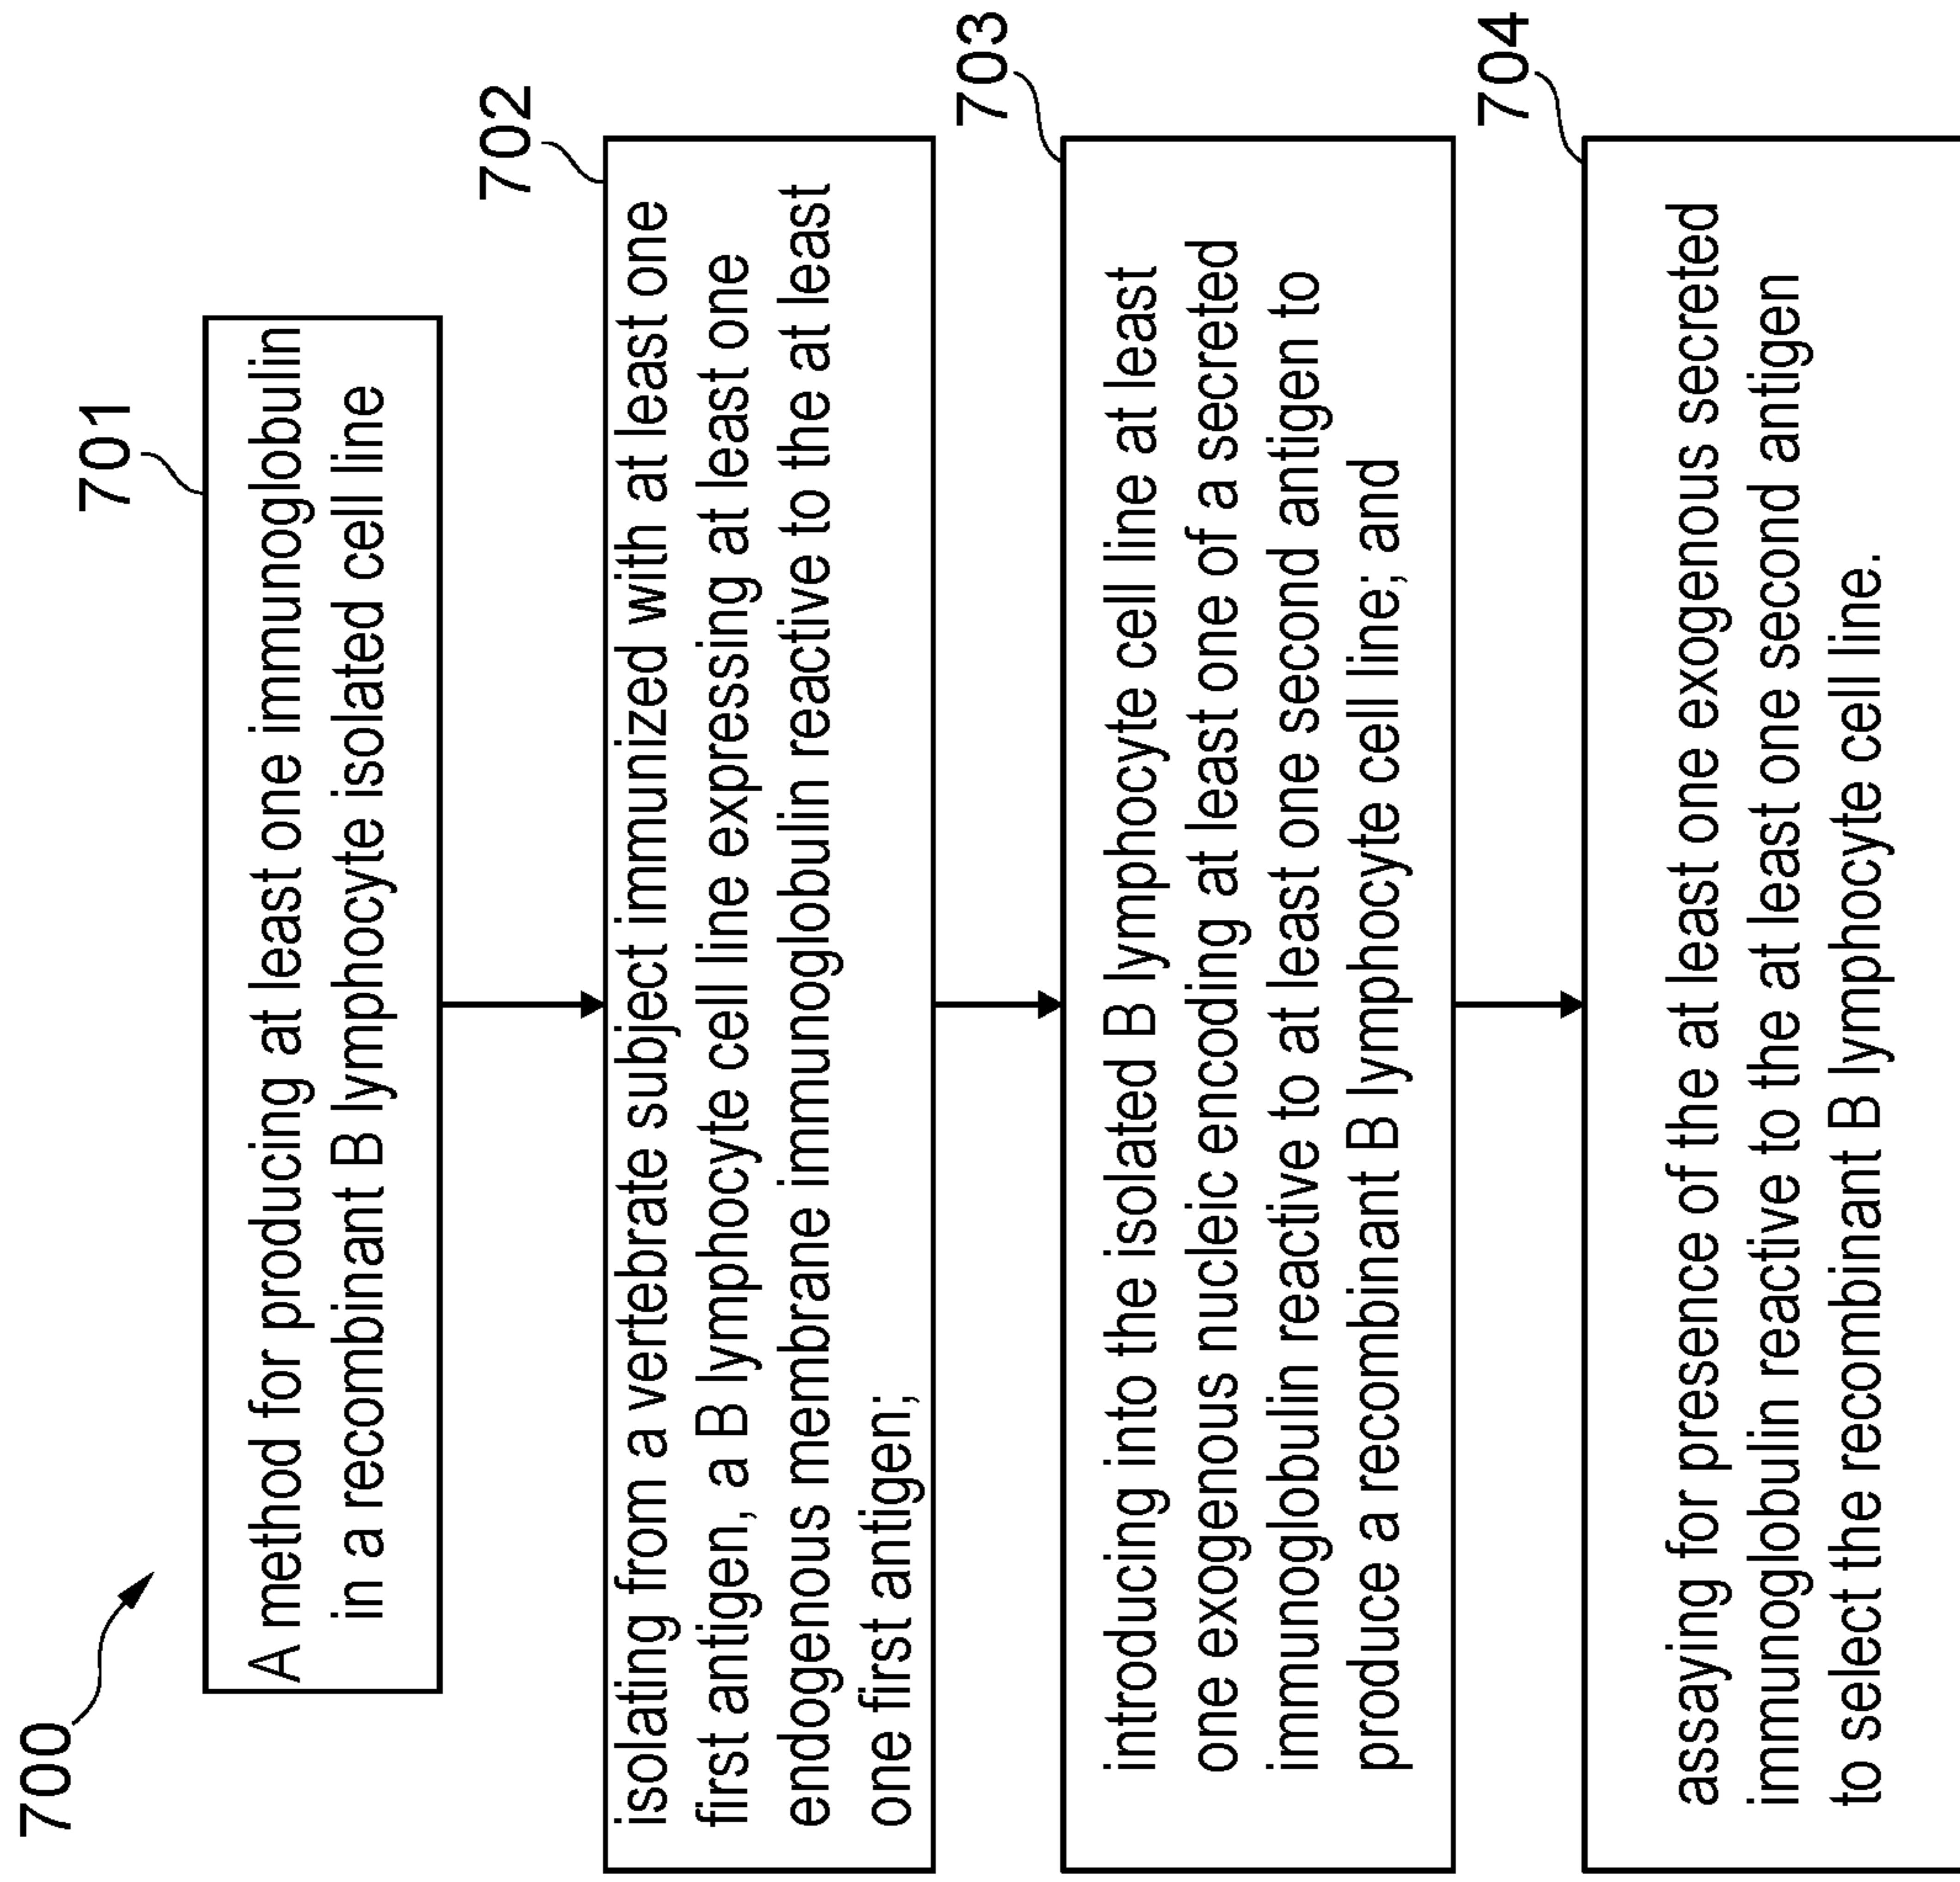 700
701
A method for producing at least one immunoglobulin
in a recombinant B lymphocyte isolated cell line
702
isolating from a vertebrate subject immunized with at least one
first antigen, a B lymphocyte cell line expressing at least one
endogenous membrane immunoglobulin reactive to the at least
one first antigen;
703
introducing into the isolated B lymphocyte cell line at least
one exogenous nucleic encoding at least one of a secreted
immunoglobulin reactive to at least one second antigen to
produce a recombinant B lymphocyte cell line; and
704
assaying for presence of the at least one exogenous secreted
immunoglobulin reactive to the at least one second antigen
to select the recombinant B lymphocyte cell line.